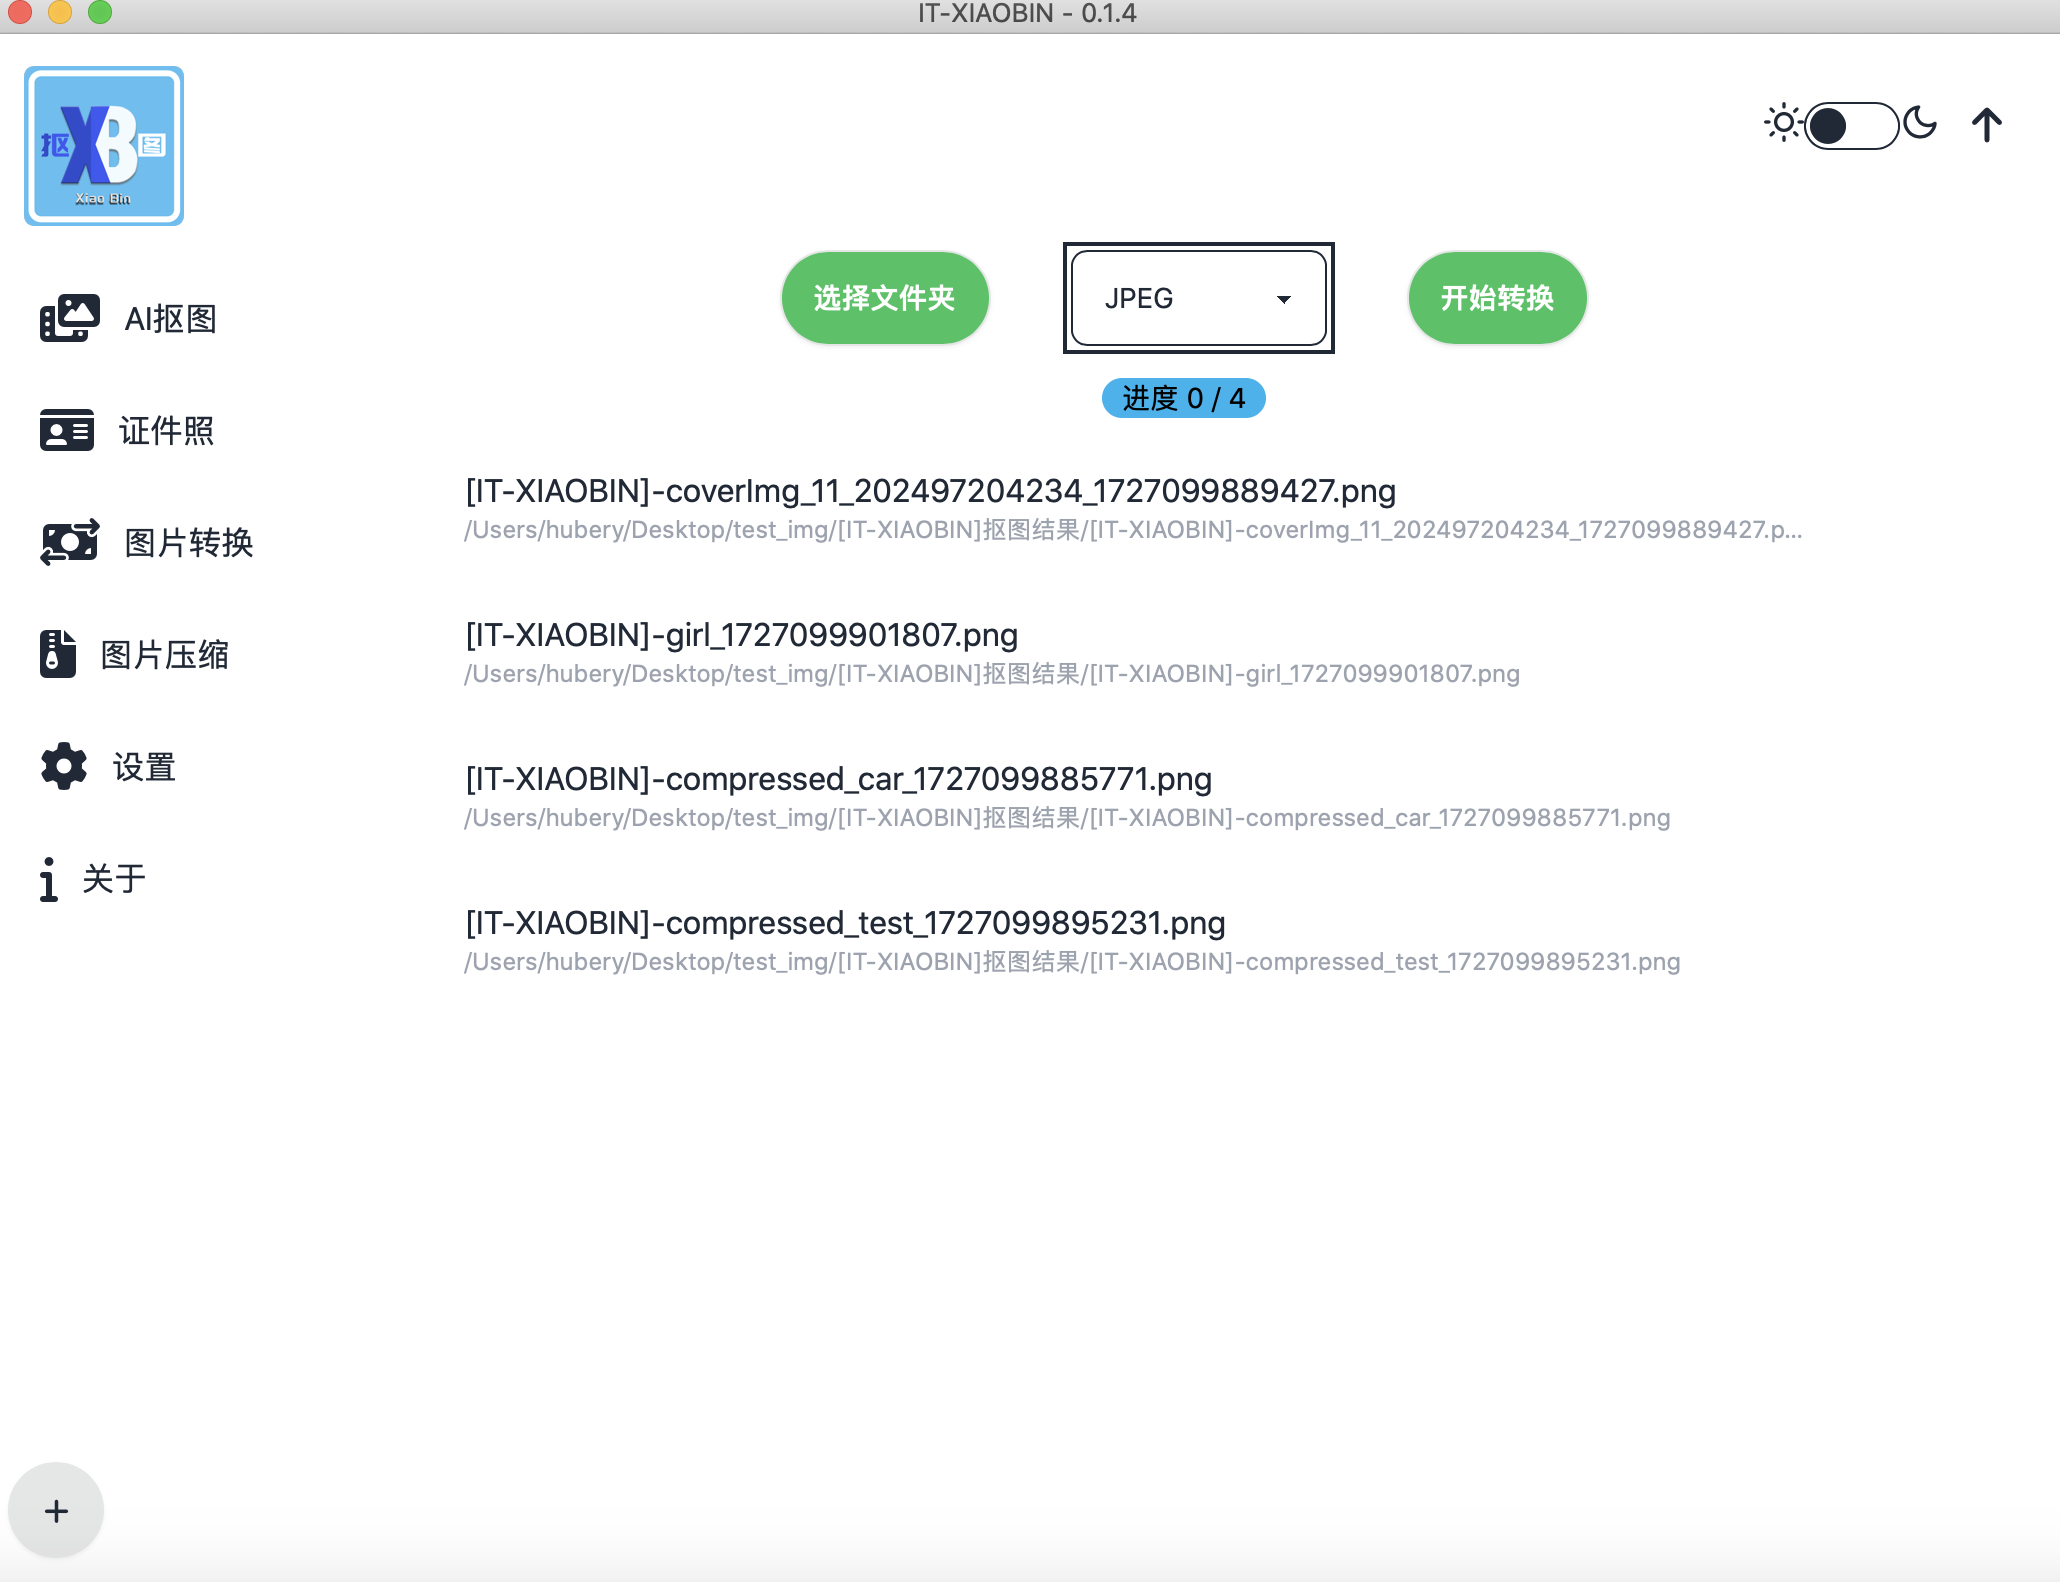 IT-XIAOBIN - 0.1.4
抠XB图
Xiao Bin
选择文件夹
JPEG
开始转换
进度 0 / 4
AI抠图
证件照
图片转换
图片压缩
设置
关于
[IT-XIAOBIN]-coverImg_11_202497204234_1727099889427.png
/Users/hubery/Desktop/test_img/[IT-XIAOBIN]抠图结果/[IT-XIAOBIN]-coverImg_11_202497204234_1727099889427.p...
[IT-XIAOBIN]-girl_1727099901807.png
/Users/hubery/Desktop/test_img/[IT-XIAOBIN]抠图结果/[IT-XIAOBIN]-girl_1727099901807.png
[IT-XIAOBIN]-compressed_car_1727099885771.png
/Users/hubery/Desktop/test_img/[IT-XIAOBIN]抠图结果/[IT-XIAOBIN]-compressed_car_1727099885771.png
[IT-XIAOBIN]-compressed_test_1727099895231.png
/Users/hubery/Desktop/test_img/[IT-XIAOBIN]抠图结果/[IT-XIAOBIN]-compressed_test_1727099895231.png
+